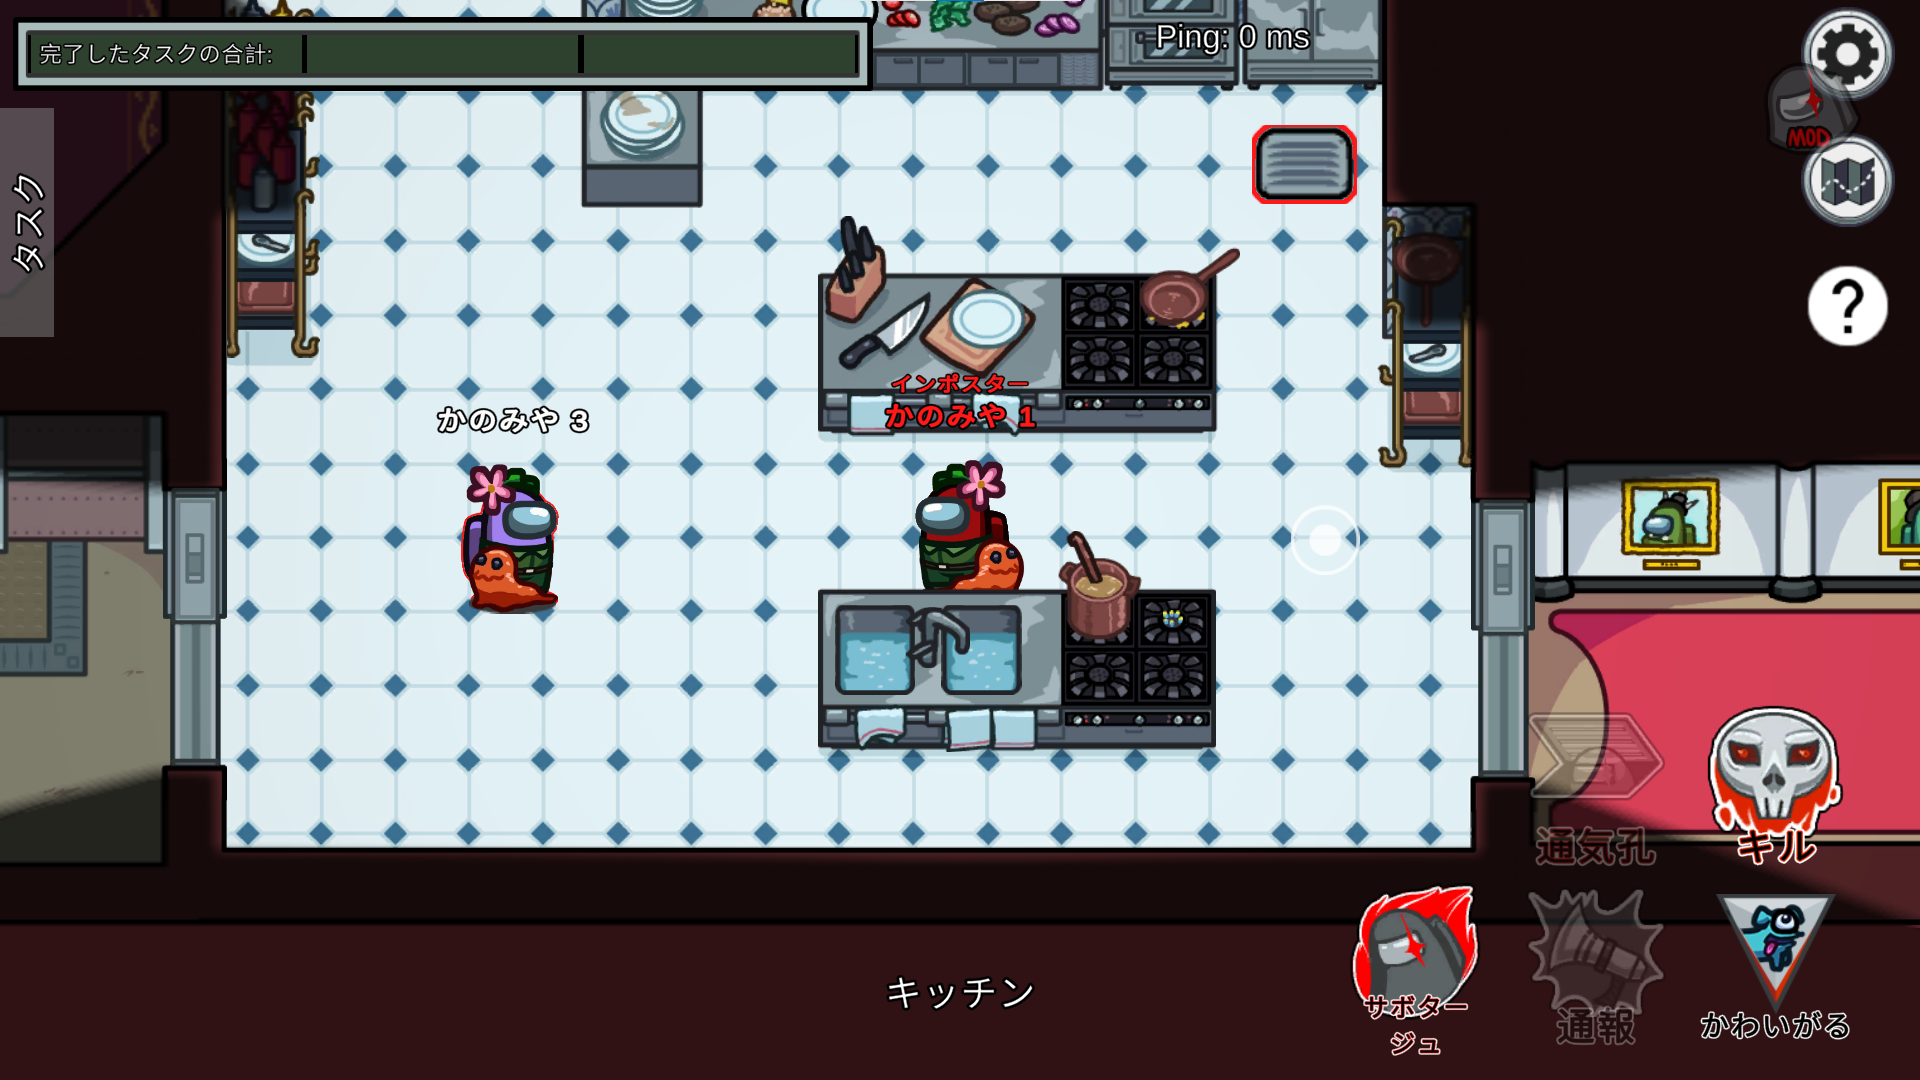 完了したタスクの合計:
Ping: 0 ms
MOD
タスク
?
かのみや 3
インポスター
かのみや 1
通気孔
キル
キッチン
サボター
ジュ
通報
かわいがる